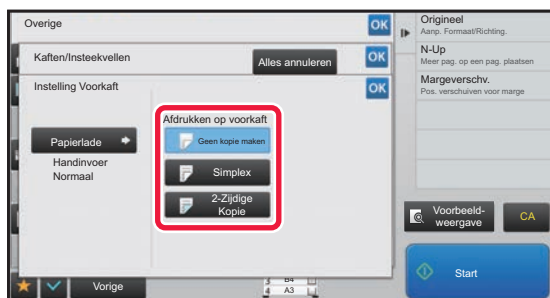 Overige
OK
Kaften/Insteekvellen
Alles annuleren
OK
Instelling Voorkaft
OK
Afdrukken op voorkaft
Papierlade
Geen kopie maken
Handinvoer
Normaal
Simplex
2-Zijdige
Kopie
Vorige
3 B4
4 A3
Origineel
Aanp. Formaat/Richting.
N-Up
Meer pag. op een pag. plaatsen
Margeverschv.
Pos. verschuiven voor marge
Voorbeeld-
weergave
CA
Start